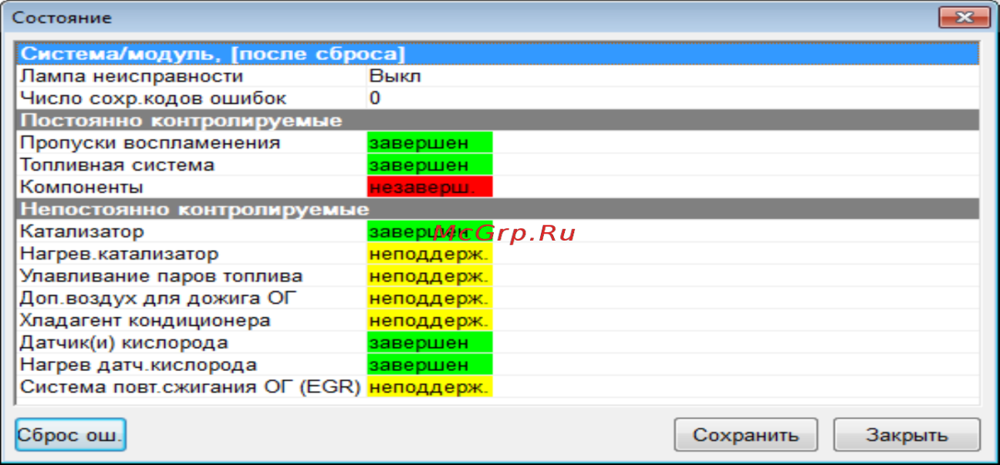 Состояние
Система/модуль, [после сброса]
Лампа неисправности Выкл
Число сохр.кодов ошибок 0
Постоянно контролируемые
Пропуски воспламенения завершен
Топливная система завершен
Компоненты незаверш.
Непостоянно контролируемые
Катализатор завершен
McGrp.Ru
Нагрев.катализатор неподдерж.
Улавливание паров топлива неподдерж.
Доп.воздух для дожига ОГ неподдерж.
Хладагент кондиционера неподдерж.
Датчик(и) кислорода завершен
Нагрев датч.кислорода завершен
Система повт.сжигания ОГ (EGR) неподдерж.
Сброс ош. Сохранить Закрыть